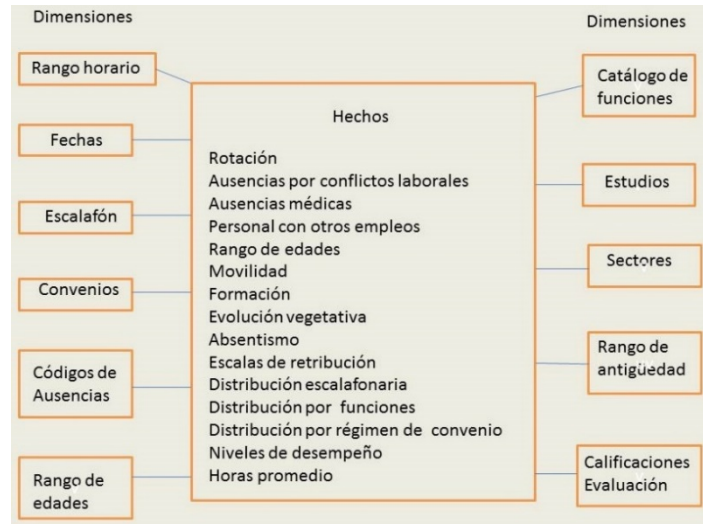 Dimensiones
Rango horario
Fechas
Escalafón
Convenios
Códigos de
Ausencias
Rango de
edades
Hechos
Rotación
Ausencias por conflictos laborales
Ausencias médicas
Personal con otros empleos
Rango de edades
Movilidad
Formación
Evolución vegetativa
Absentismo
Escalas de retribución
Distribución escalafonaria
Distribución por funciones
Distribución por régimen de convenio
Niveles de desempeño
Horas promedio
Dimensiones
Catálogo de
funciones
Estudios
Sectores
Rango de
antigüedad
Calificaciones
Evaluación